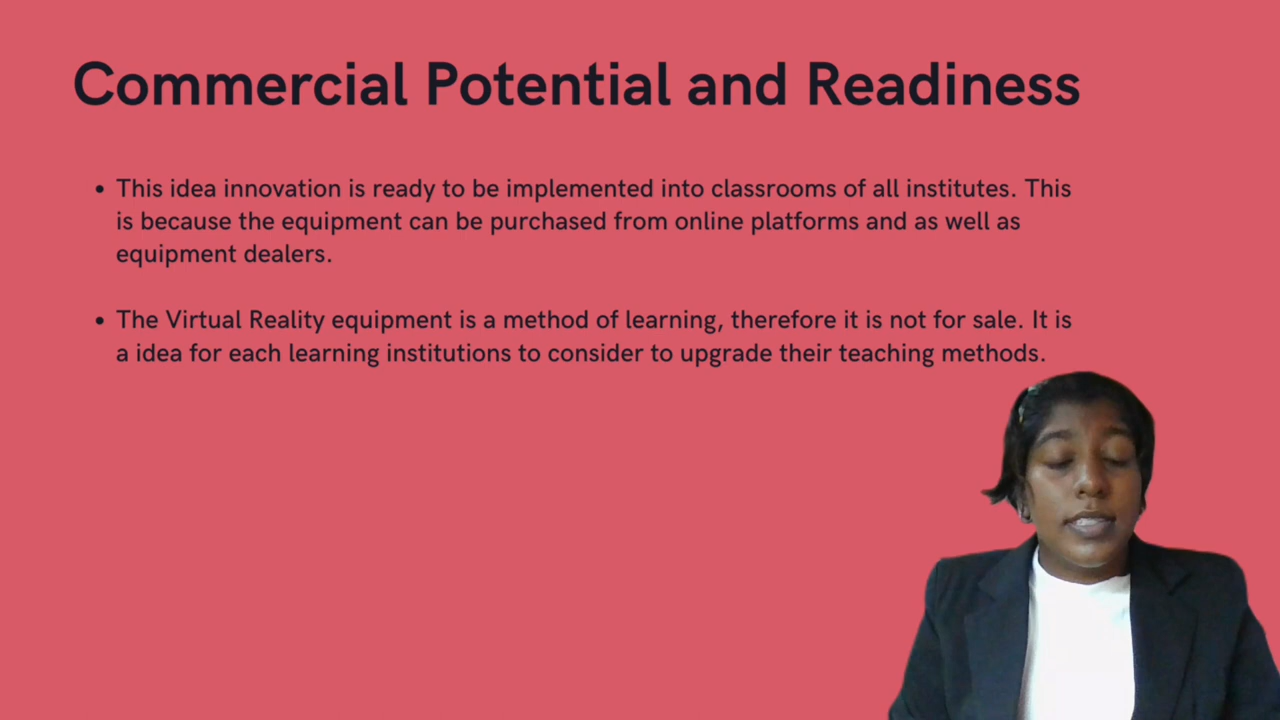 Commercial Potential and Readiness
• This idea innovation is ready to be implemented into classrooms of all institutes. This
is because the equipment can be purchased from online platforms and as well as
equipment dealers.
• The Virtual Reality equipment is a method of learning, therefore it is not for sale. It is
a idea for each learning institutions to consider to upgrade their teaching methods.